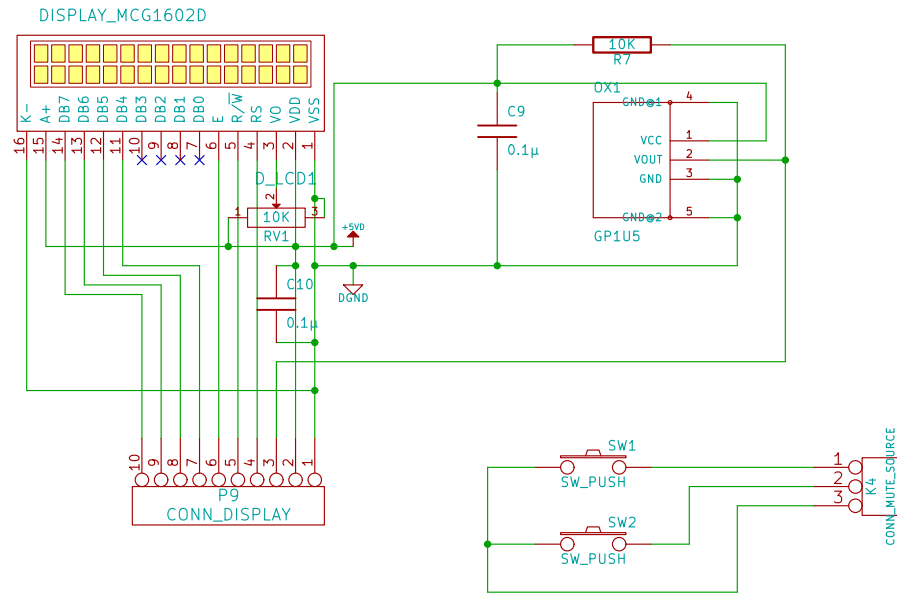 DISPLAY_MCG1602D
K-
A+
DB7
DB6
DB5
DB4
DB3
DB2
DB1
DB0
E
R/W
RS
VO
VDD
VSS
16
15
14
13
12
11
10
9
8
7
6
5
4
3
2
1
D_LCD1
2
1
10K
3
RV1
+5VD
C10
0.1µ
DGND
10K
R7
C9
0.1µ
OX1
GND@1
4
VCC
1
VOUT
2
GND
3
GND@2
5
GP1U5
10
9
8
7
6
5
4
3
2
1
P9
CONN_DISPLAY
SW1
SW_PUSH
SW2
SW_PUSH
1
2
3
K4
CONN_MUTE_SOURCE